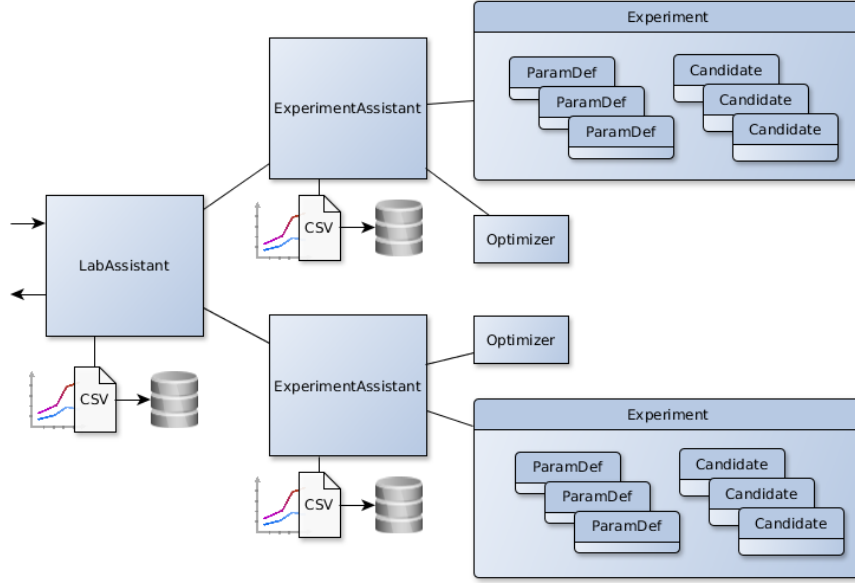 Experiment
ParamDef
ParamDef
ParamDef
Candidate
Candidate
Candidate
ExperimentAssistant
CSV
Optimizer
LabAssistant
CSV
Optimizer
ExperimentAssistant
CSV
Experiment
ParamDef
ParamDef
ParamDef
Candidate
Candidate
Candidate